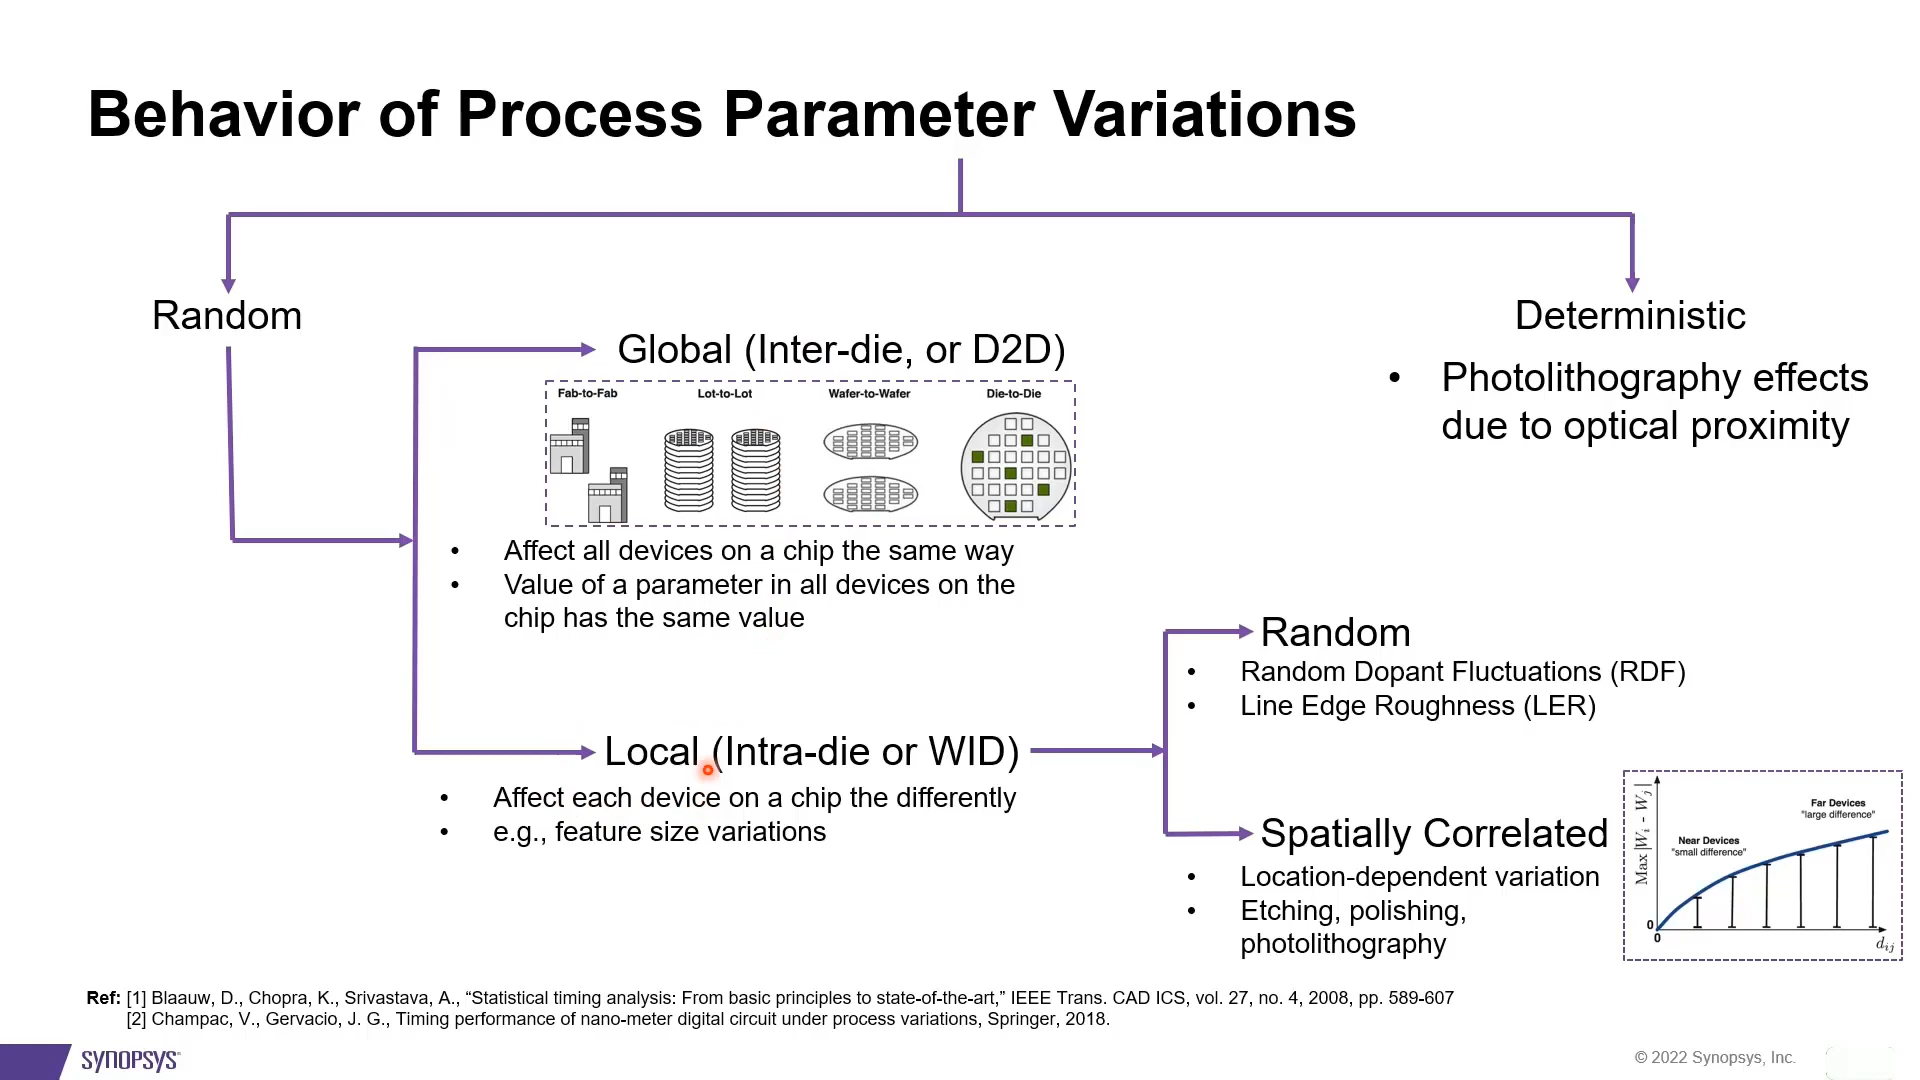 Behavior of Process Parameter Variations
Random
Deterministic
• Photolithography effects
due to optical proximity
Global (Inter-die, or D2D)
Fab-to-Fab Lot-to-Lot Wafer-to-Wafer Die-to-Die
• Affect all devices on a chip the same way
• Value of a parameter in all devices on the
chip has the same value
Local (Intra-die or WID)
• Affect each device on a chip the differently
• e.g., feature size variations
Random
• Random Dopant Fluctuations (RDF)
• Line Edge Roughness (LER)
Spatially Correlated
• Location-dependent variation
• Etching, polishing,
photolithography
Max |Wi - Wj|
Far Devices
"large difference"
Near Devices
"small difference"
0
0
dij
Ref: [1] Blaauw, D., Chopra, K., Srivastava, A., “Statistical timing analysis: From basic principles to state-of-the-art,” IEEE Trans. CAD ICS, vol. 27, no. 4, 2008, pp. 589-607
[2] Champac, V., Gervacio, J. G., Timing performance of nano-meter digital circuit under process variations, Springer, 2018.
SYNOPSYS
© 2022 Synopsys, Inc.